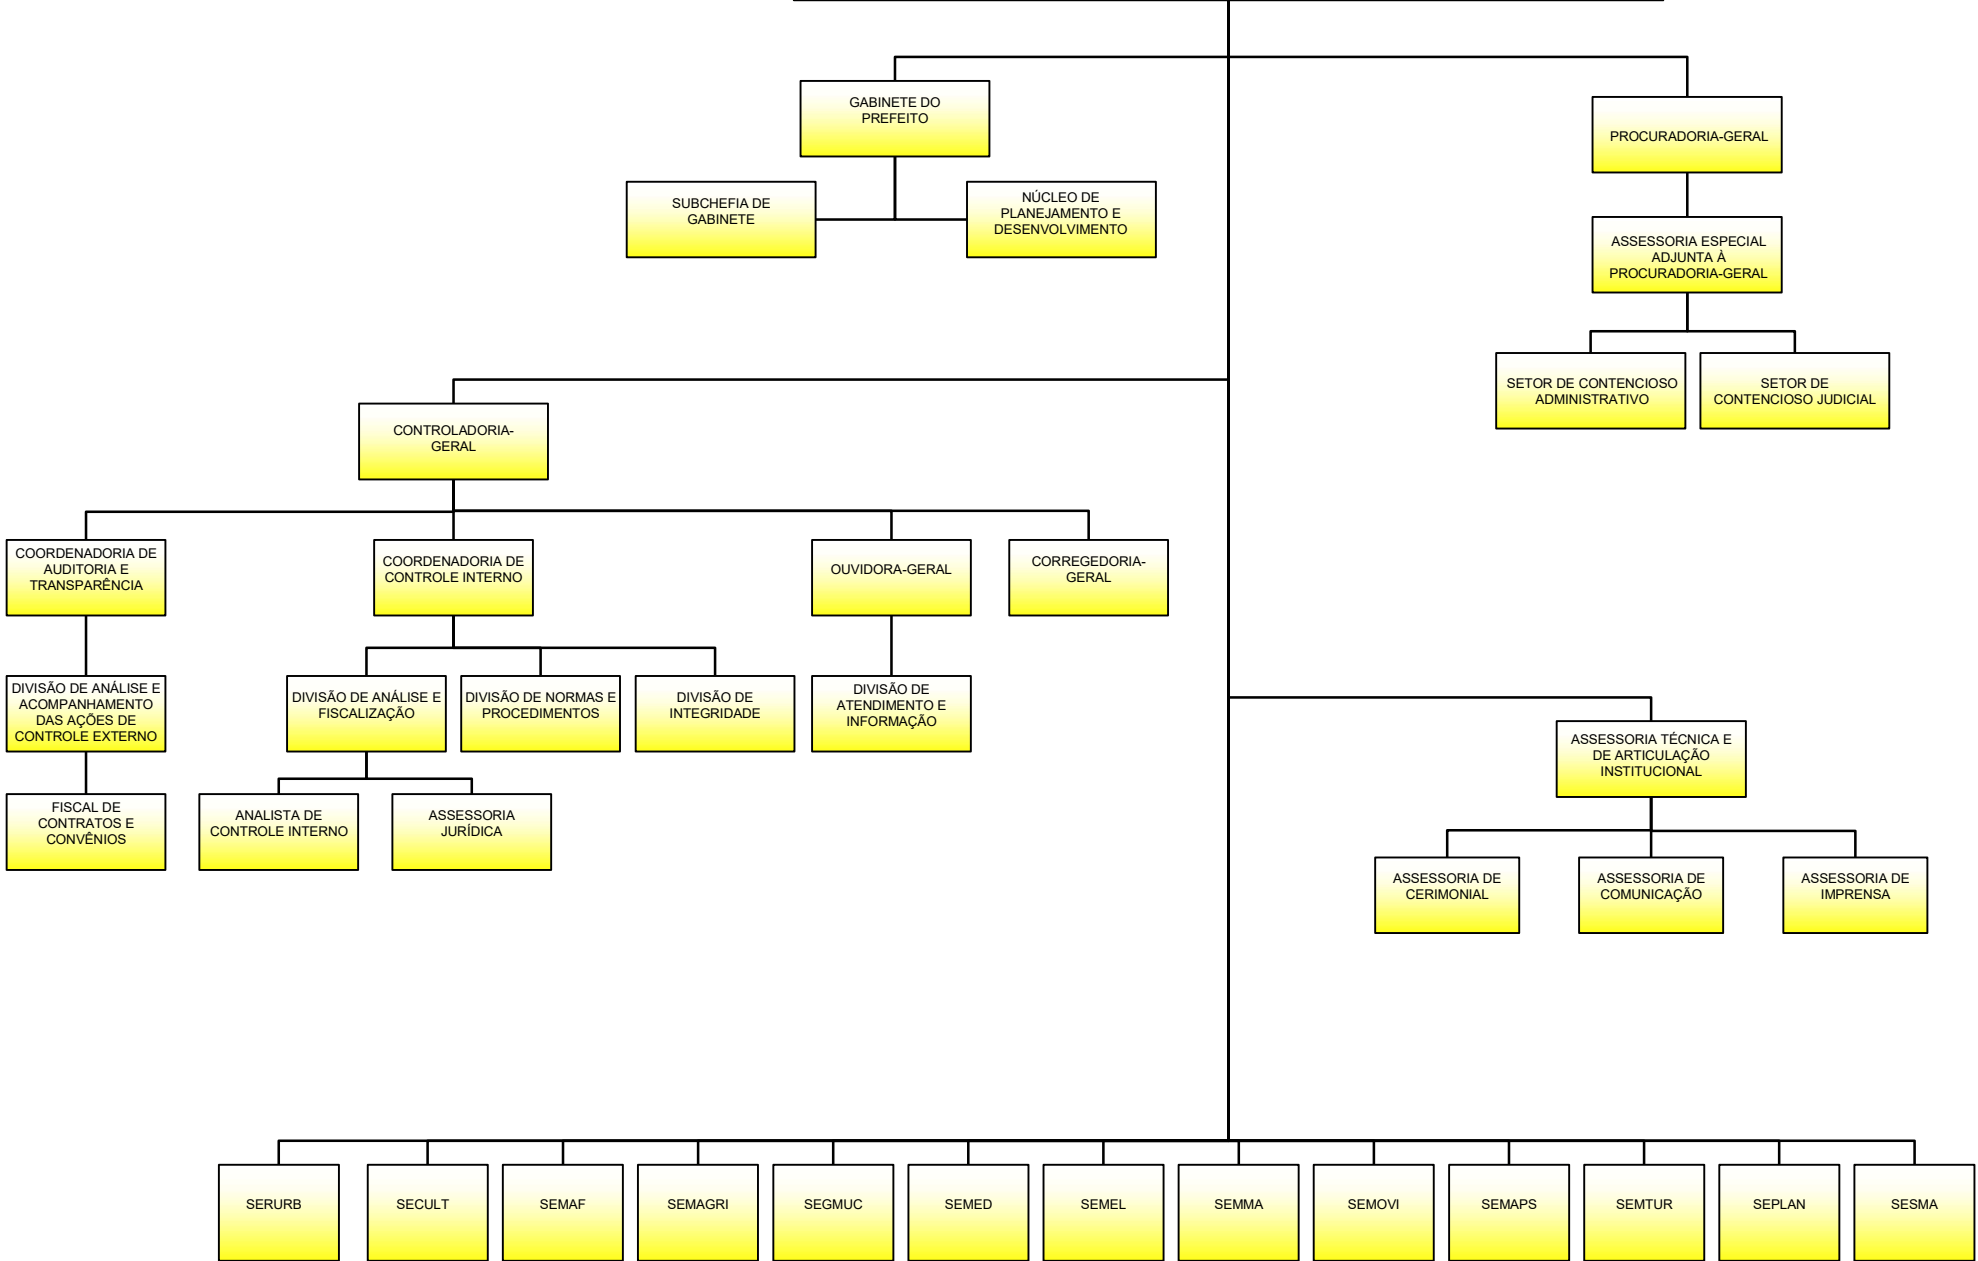 GABINETE DO
PREFEITO
PROCURADORIA-GERAL
SUBCHEFIA DE
GABINETE
NÚCLEO DE
PLANEJAMENTO E
DESENVOLVIMENTO
ASSESSORIA ESPECIAL
ADJUNTA À
PROCURADORIA-GERAL
SETOR DE CONTENCIOSO
ADMINISTRATIVO
SETOR DE
CONTENCIOSO JUDICIAL
CONTROLADORIA-
GERAL
COORDENADORIA DE
AUDITORIA E
TRANSPARÊNCIA
COORDENADORIA DE
CONTROLE INTERNO
OUVIDORA-GERAL
CORREGEDORIA-
GERAL
DIVISÃO DE ANÁLISE E
ACOMPANHAMENTO
DAS AÇÕES DE
CONTROLE EXTERNO
DIVISÃO DE ANÁLISE E
FISCALIZAÇÃO
DIVISÃO DE NORMAS E
PROCEDIMENTOS
DIVISÃO DE
INTEGRIDADE
DIVISÃO DE
ATENDIMENTO E
INFORMAÇÃO
ASSESSORIA TÉCNICA E
DE ARTICULAÇÃO
INSTITUCIONAL
FISCAL DE
CONTRATOS E
CONVÊNIOS
ANALISTA DE
CONTROLE INTERNO
ASSESSORIA
JURÍDICA
ASSESSORIA DE
CERIMONIAL
ASSESSORIA DE
COMUNICAÇÃO
ASSESSORIA DE
IMPRENSA
SERURB
SECULT
SEMAF
SEMAGRI
SEGMUC
SEMED
SEMEL
SEMMA
SEMOVI
SEMAPS
SEMTUR
SEPLAN
SESMA